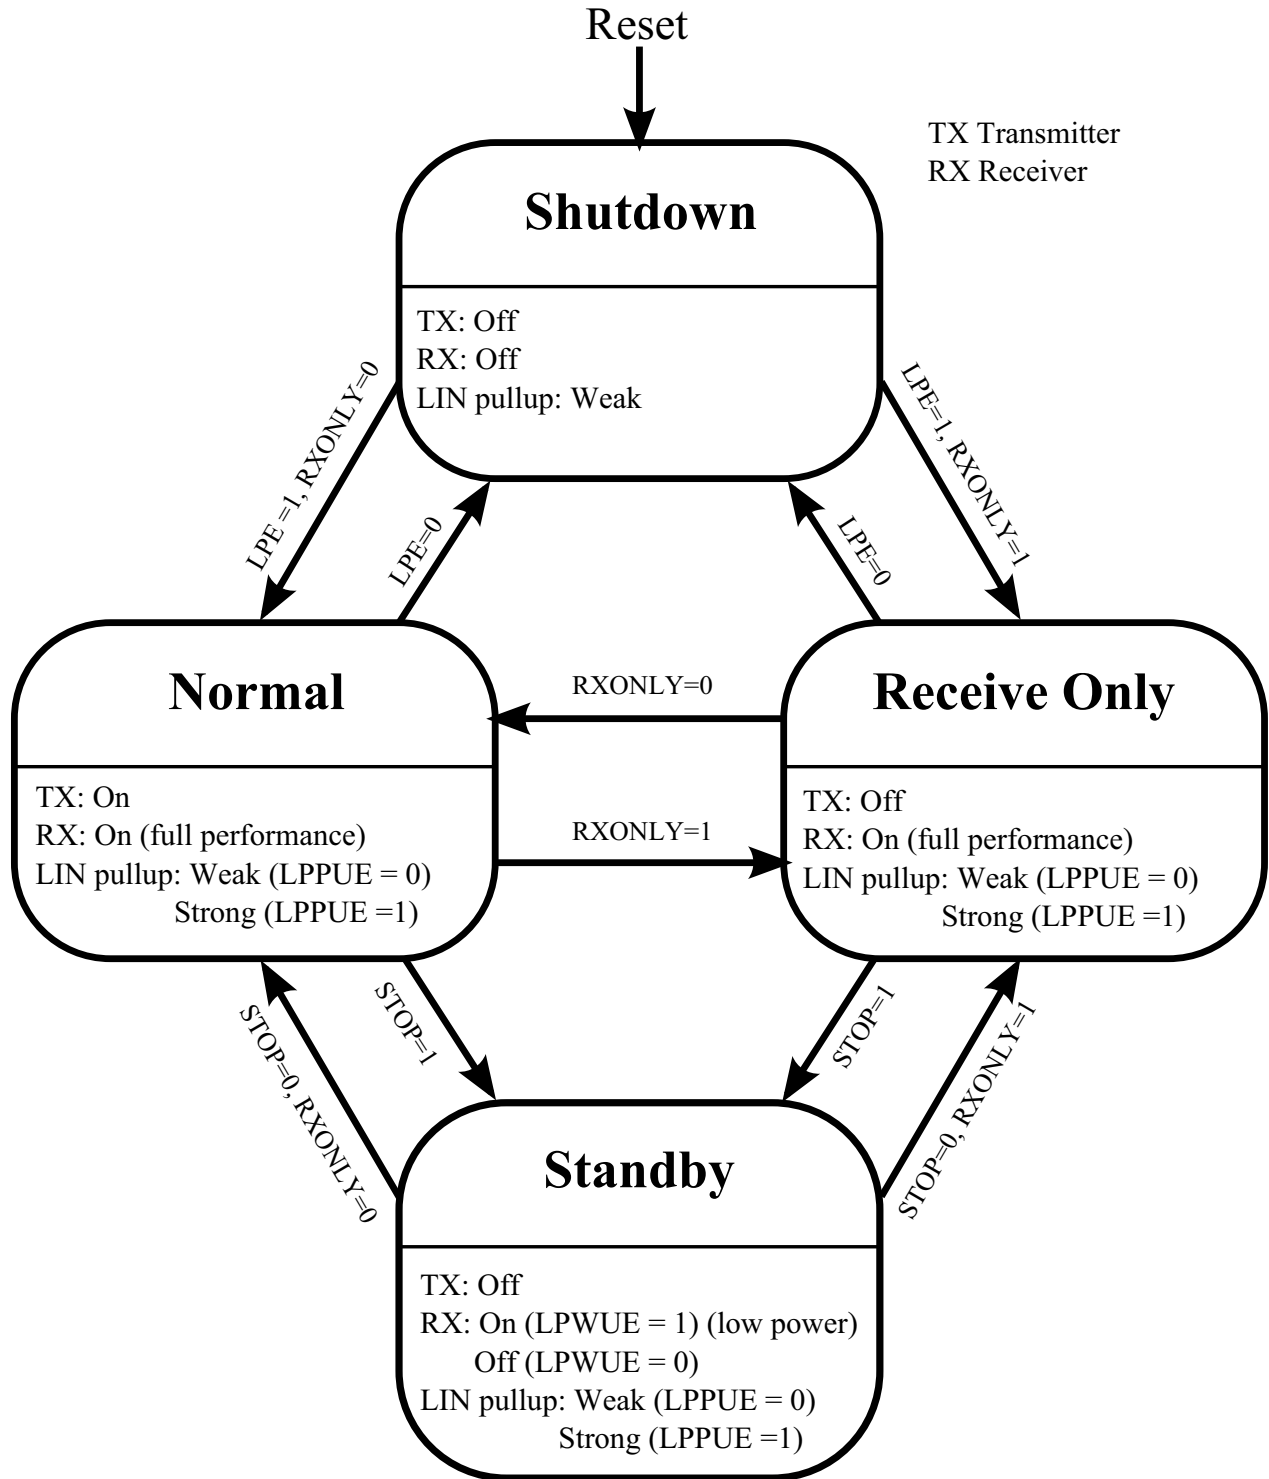 Reset
TX Transmitter
RX Receiver
Shutdown
TX: Off
RX: Off
LIN pullup: Weak
LPE =1, RXONLY=0
LPE=0
LPE=0
LPE=1, RXONLY=1
Normal
TX: On
RX: On (full performance)
LIN pullup: Weak (LPPUE = 0)
Strong (LPPUE =1)
RXONLY=0
RXONLY=1
Receive Only
TX: Off
RX: On (full performance)
LIN pullup: Weak (LPPUE = 0)
Strong (LPPUE =1)
STOP=0, RXONLY=0
STOP=1
STOP=1
STOP=0, RXONLY=1
Standby
TX: Off
RX: On (LPWUE = 1) (low power)
Off (LPWUE = 0)
LIN pullup: Weak (LPPUE = 0)
Strong (LPPUE =1)